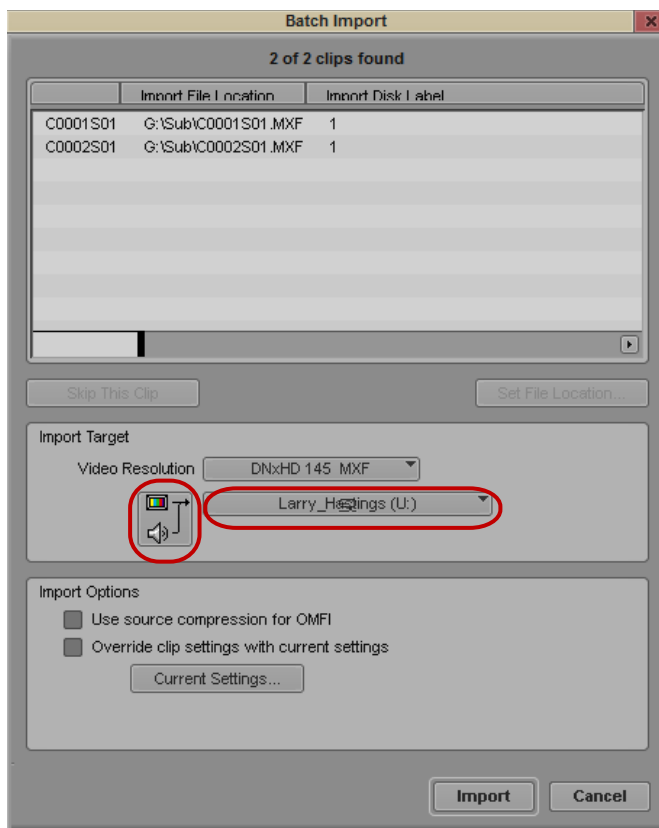 Batch Import
2 of 2 clips found
Import File Location Import Disk Label
C0001S01 G:\Sub\C0001S01.MXF 1
C0002S01 G:\Sub\C0002S01.MXF 1
Skip This Clip Set File Location...
Import Target
Video Resolution DNxHD 145 MXF
Larry_Hastings (U:)
Import Options
Use source compression for OMFI
Override clip settings with current settings
Current Settings...
Import Cancel